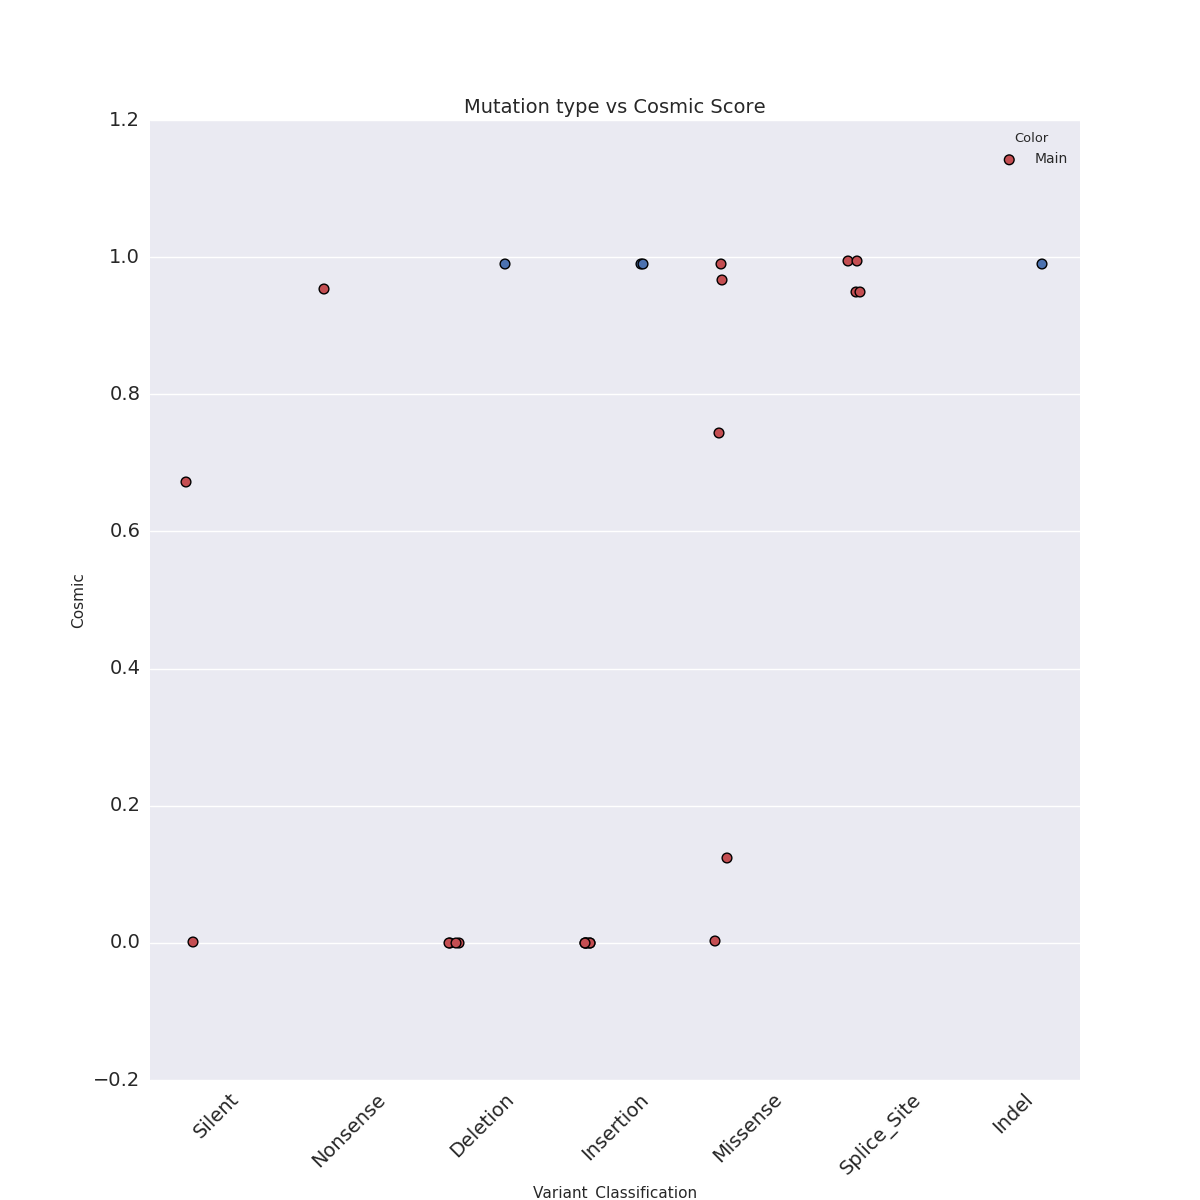 Mutation type vs Cosmic Score
1.2
1.0
0.8
0.6
0.4
0.2
0.0
−0.2
Cosmic
Color
Main
Silent
Nonsense
Deletion
Insertion
Missense
Splice_Site
Indel
Variant_Classification